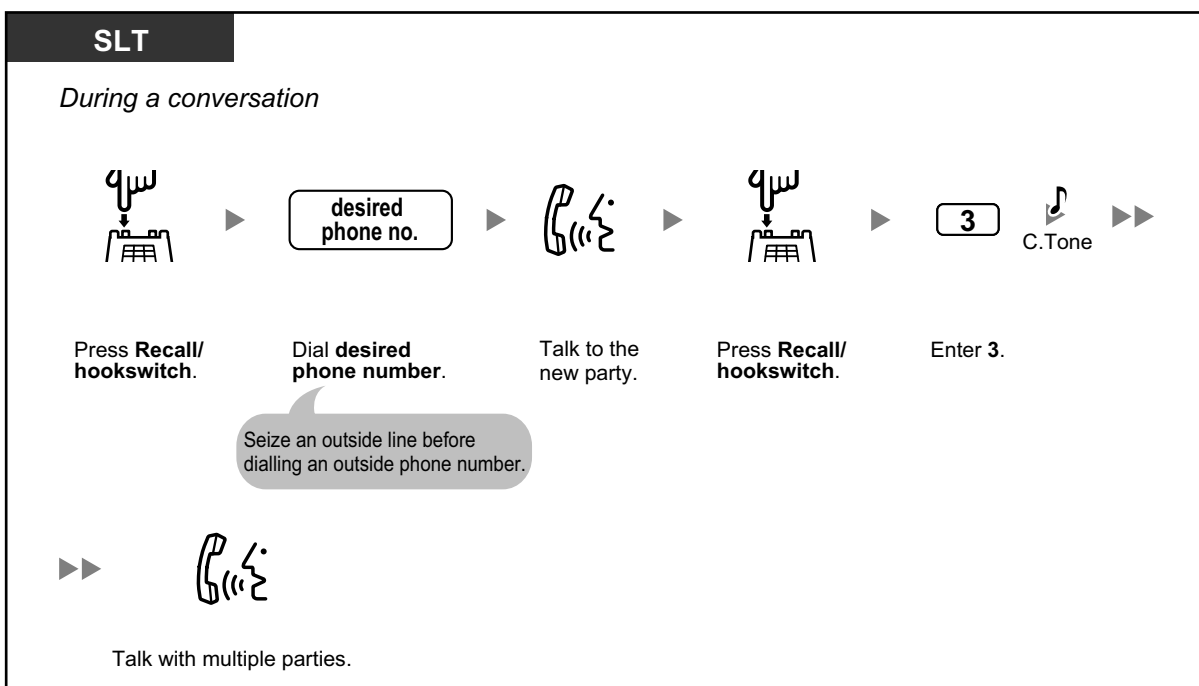 SLT
During a conversation
desired
phone no.
3
C.Tone
Press Recall/
hookswitch.
Dial desired
phone number.
Talk to the
new party.
Press Recall/
hookswitch.
Enter 3.
Seize an outside line before
dialling an outside phone number.
Talk with multiple parties.